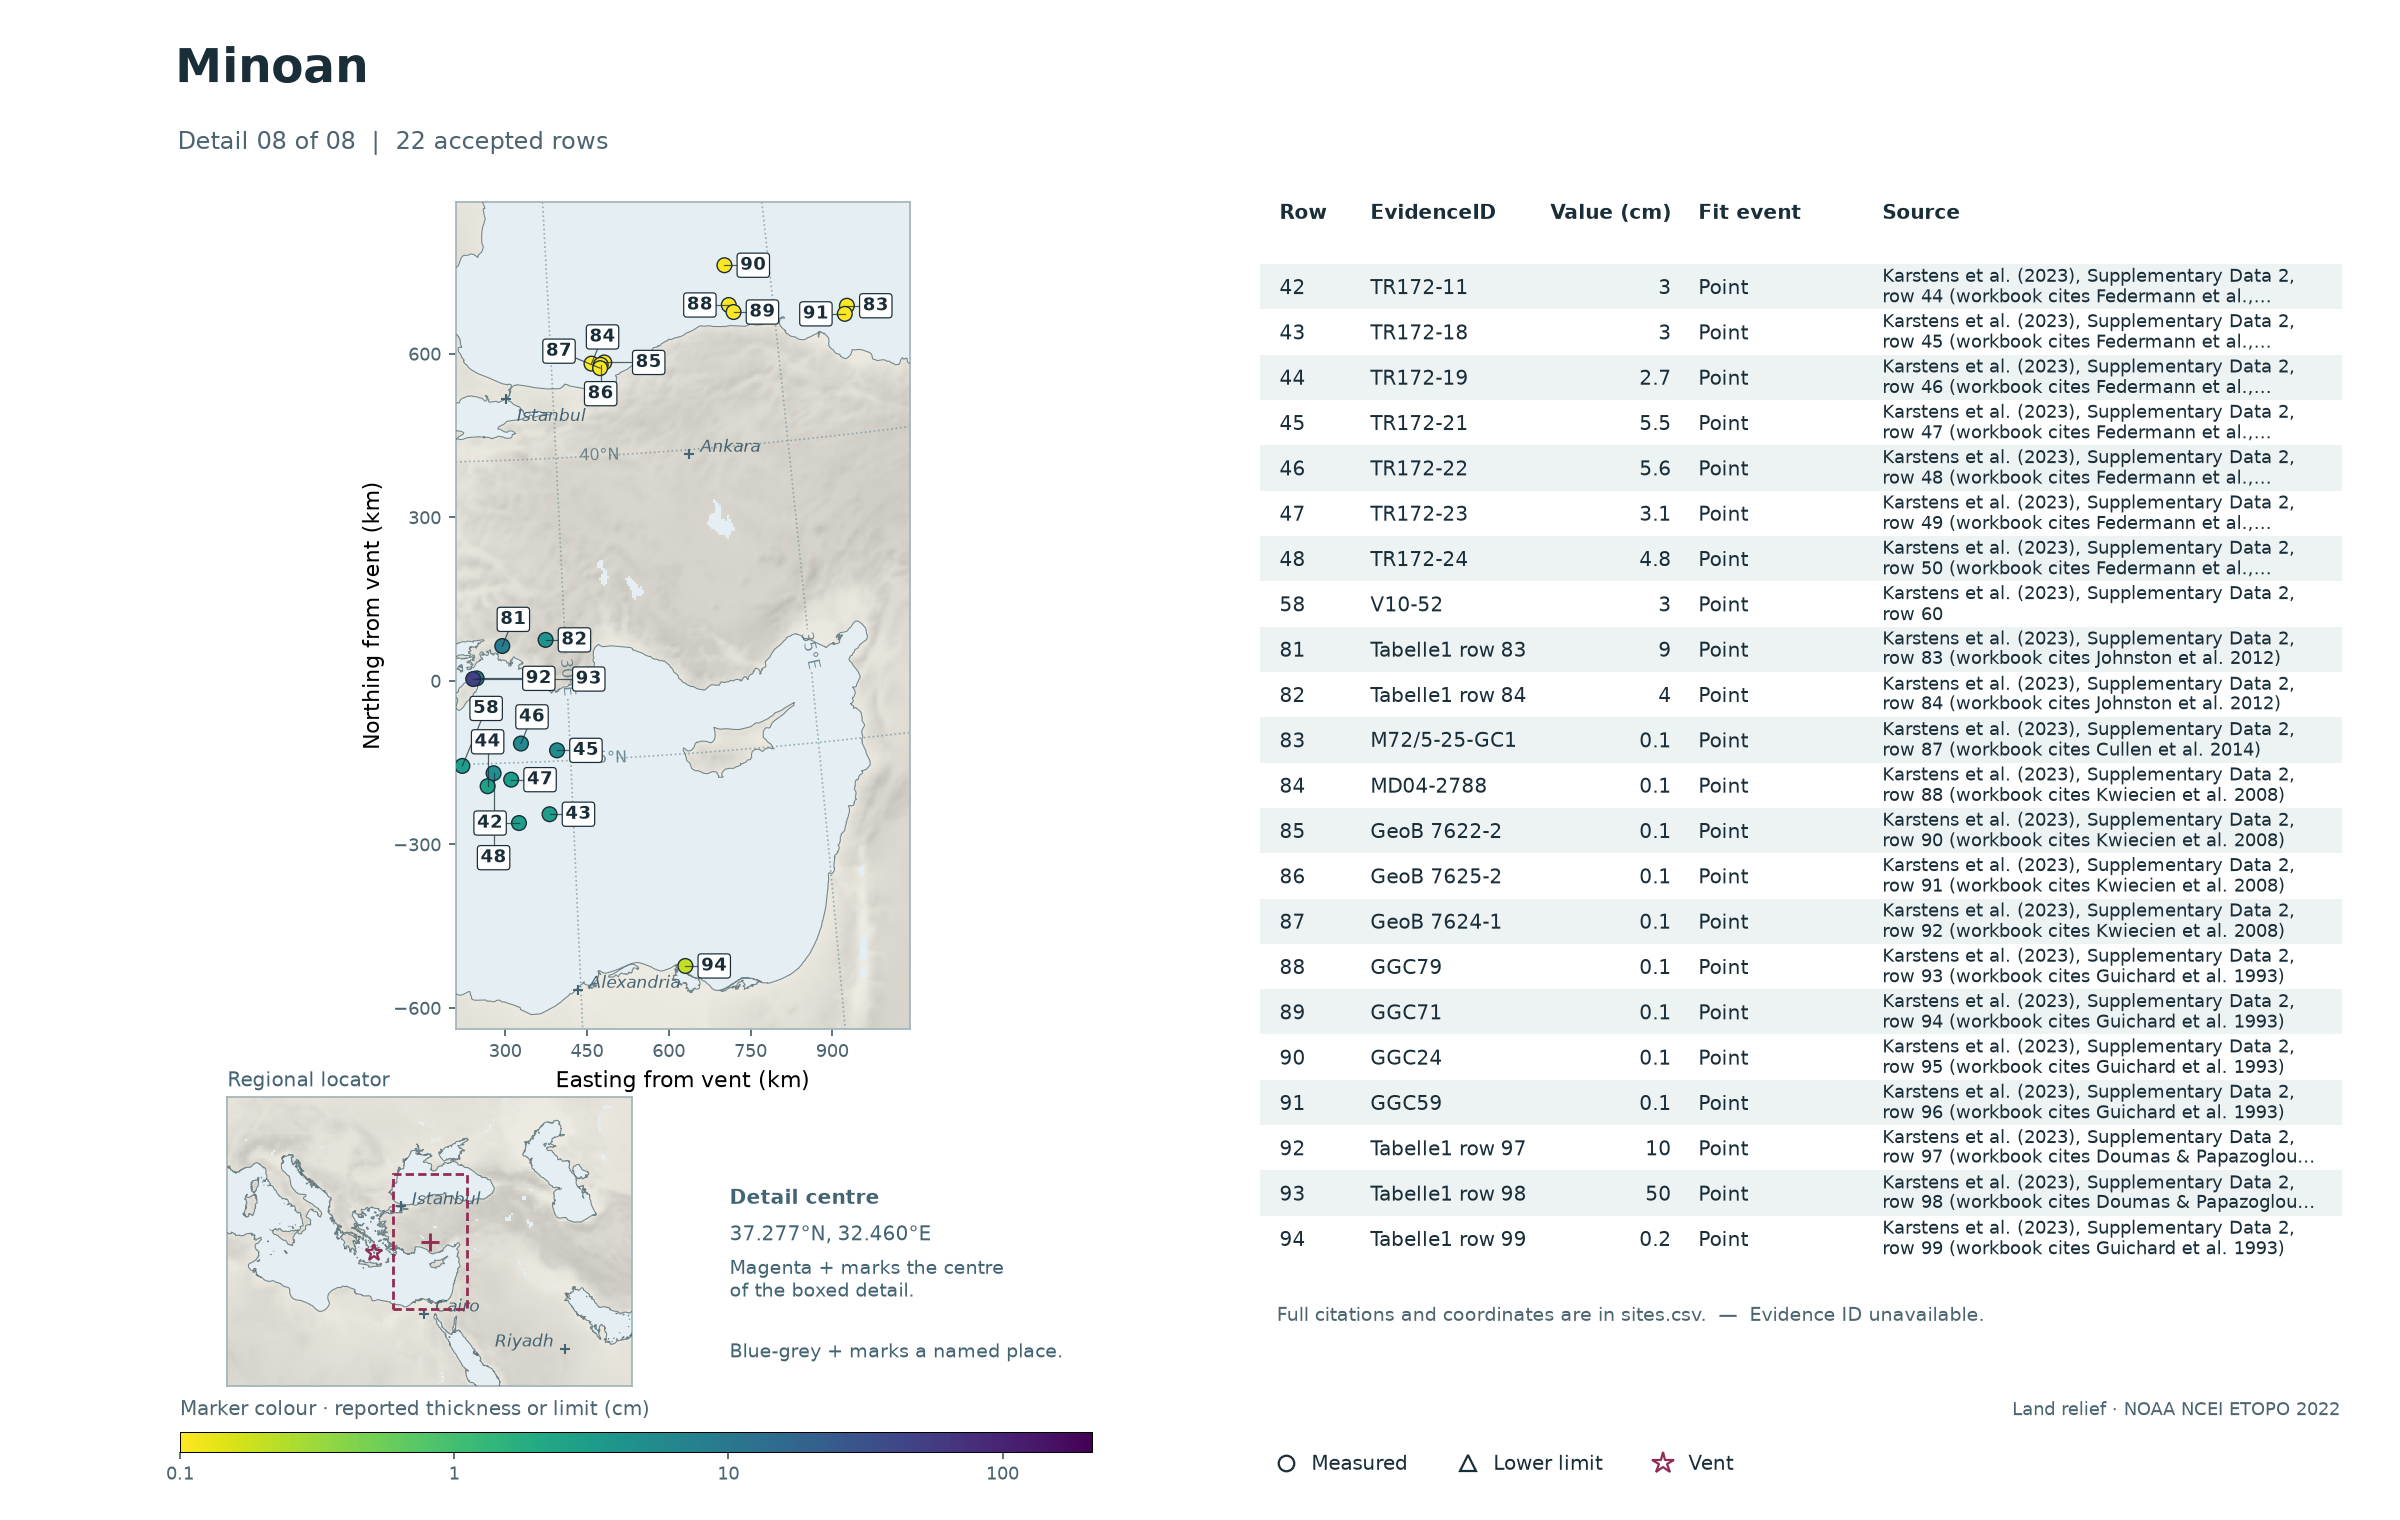 Minoan
Detail 08 of 08 | 22 accepted rows
90
88
89
91
83
84
87
85
86
Istanbul
Ankara
40°N
600
300
0
−300
−600
Northing from vent (km)
81
82
35°E
30°E
92
93
58
46
44
45
5°N
47
42
43
48
94
Alexandria
300
450
600
750
900
Easting from vent (km)
Regional locator
Istanbul
Cairo
Riyadh
Detail centre
37.277°N, 32.460°E
Magenta + marks the centre
of the boxed detail.
Blue-grey + marks a named place.
Marker colour · reported thickness or limit (cm)
0.1 1 10 100
Row EvidenceID Value (cm) Fit event Source
42 TR172-11 3 Point Karstens et al. (2023), Supplementary Data 2,
row 44 (workbook cites Federmann et al.,...
43 TR172-18 3 Point Karstens et al. (2023), Supplementary Data 2,
row 45 (workbook cites Federmann et al.,...
44 TR172-19 2.7 Point Karstens et al. (2023), Supplementary Data 2,
row 46 (workbook cites Federmann et al.,...
45 TR172-21 5.5 Point Karstens et al. (2023), Supplementary Data 2,
row 47 (workbook cites Federmann et al.,...
46 TR172-22 5.6 Point Karstens et al. (2023), Supplementary Data 2,
row 48 (workbook cites Federmann et al.,...
47 TR172-23 3.1 Point Karstens et al. (2023), Supplementary Data 2,
row 49 (workbook cites Federmann et al.,...
48 TR172-24 4.8 Point Karstens et al. (2023), Supplementary Data 2,
row 50 (workbook cites Federmann et al.,...
58 V10-52 3 Point Karstens et al. (2023), Supplementary Data 2,
row 60
81 Tabelle1 row 83 9 Point Karstens et al. (2023), Supplementary Data 2,
row 83 (workbook cites Johnston et al. 2012)
82 Tabelle1 row 84 4 Point Karstens et al. (2023), Supplementary Data 2,
row 84 (workbook cites Johnston et al. 2012)
83 M72/5-25-GC1 0.1 Point Karstens et al. (2023), Supplementary Data 2,
row 87 (workbook cites Cullen et al. 2014)
84 MD04-2788 0.1 Point Karstens et al. (2023), Supplementary Data 2,
row 88 (workbook cites Kwiecien et al. 2008)
85 GeoB 7622-2 0.1 Point Karstens et al. (2023), Supplementary Data 2,
row 90 (workbook cites Kwiecien et al. 2008)
86 GeoB 7625-2 0.1 Point Karstens et al. (2023), Supplementary Data 2,
row 91 (workbook cites Kwiecien et al. 2008)
87 GeoB 7624-1 0.1 Point Karstens et al. (2023), Supplementary Data 2,
row 92 (workbook cites Kwiecien et al. 2008)
88 GGC79 0.1 Point Karstens et al. (2023), Supplementary Data 2,
row 93 (workbook cites Guichard et al. 1993)
89 GGC71 0.1 Point Karstens et al. (2023), Supplementary Data 2,
row 94 (workbook cites Guichard et al. 1993)
90 GGC24 0.1 Point Karstens et al. (2023), Supplementary Data 2,
row 95 (workbook cites Guichard et al. 1993)
91 GGC59 0.1 Point Karstens et al. (2023), Supplementary Data 2,
row 96 (workbook cites Guichard et al. 1993)
92 Tabelle1 row 97 10 Point Karstens et al. (2023), Supplementary Data 2,
row 97 (workbook cites Doumas & Papazoglou...
93 Tabelle1 row 98 50 Point Karstens et al. (2023), Supplementary Data 2,
row 98 (workbook cites Doumas & Papazoglou...
94 Tabelle1 row 99 0.2 Point Karstens et al. (2023), Supplementary Data 2,
row 99 (workbook cites Guichard et al. 1993)
Full citations and coordinates are in sites.csv. — Evidence ID unavailable.
Land relief · NOAA NCEI ETOPO 2022
Measured Lower limit Vent